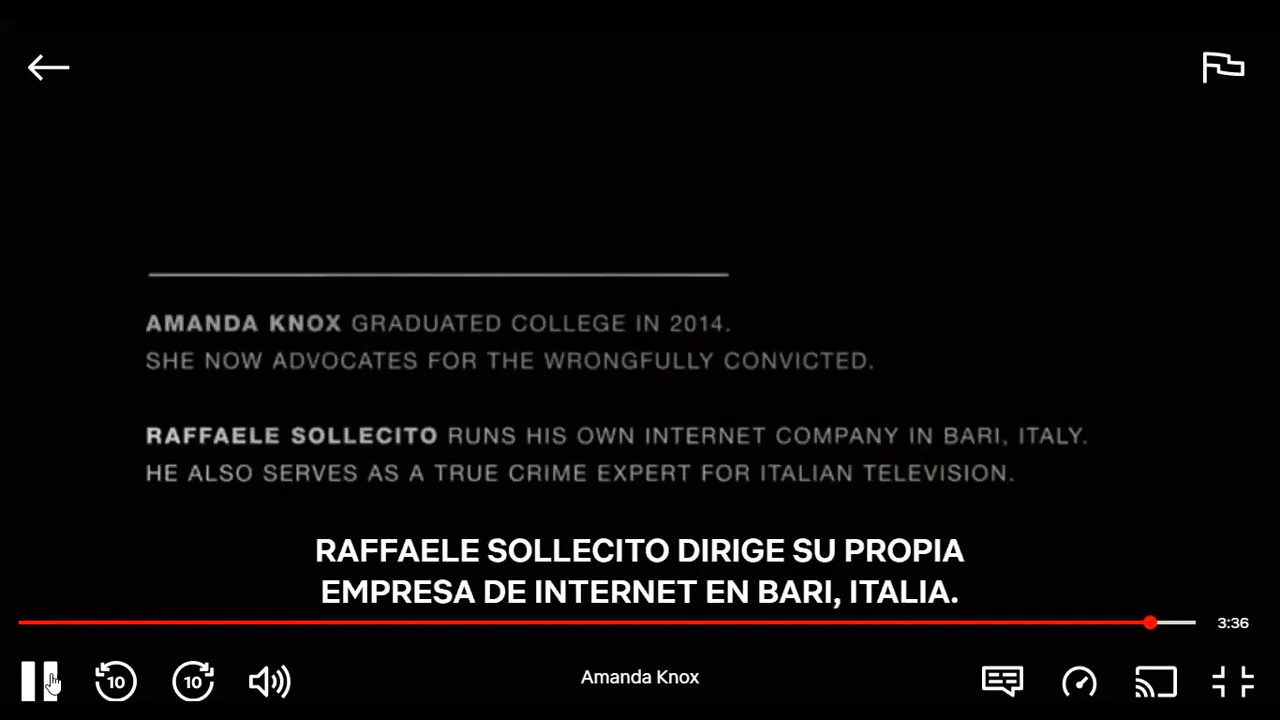 AMANDA KNOX GRADUATED COLLEGE IN 2014.
SHE NOW ADVOCATES FOR THE WRONGFULLY CONVICTED.
RAFFAELE SOLLECITO RUNS HIS OWN INTERNET COMPANY IN BARI, ITALY.
HE ALSO SERVES AS A TRUE CRIME EXPERT FOR ITALIAN TELEVISION.
RAFFAELE SOLLECITO DIRIGE SU PROPIA
EMPRESA DE INTERNET EN BARI, ITALIA.
3:36
10
10
Amanda Knox